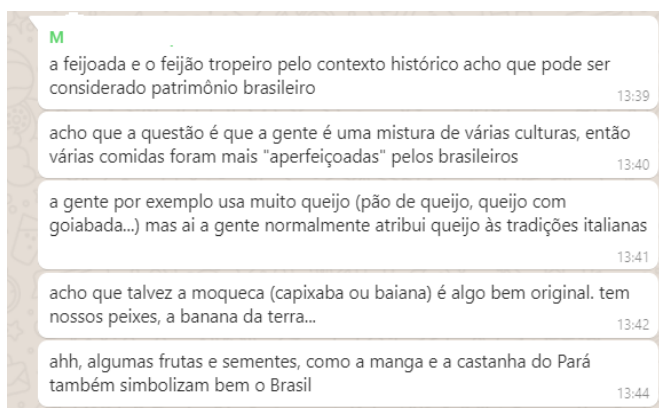 M
a feijoada e o feijão tropeiro pelo contexto histórico acho que pode ser
considerado patrimônio brasileiro
13:39
acho que a questão é que a gente é uma mistura de várias culturas, então
várias comidas foram mais "aperfeiçoadas" pelos brasileiros
13:40
a gente por exemplo usa muito queijo (pão de queijo, queijo com
goiabada...) mas ai a gente normalmente atribui queijo às tradições italianas
13:41
acho que talvez a moqueca (capixaba ou baiana) é algo bem original. tem
nossos peixes, a banana da terra...
13:42
ahh, algumas frutas e sementes, como a manga e a castanha do Pará
também simbolizam bem o Brasil
13:44